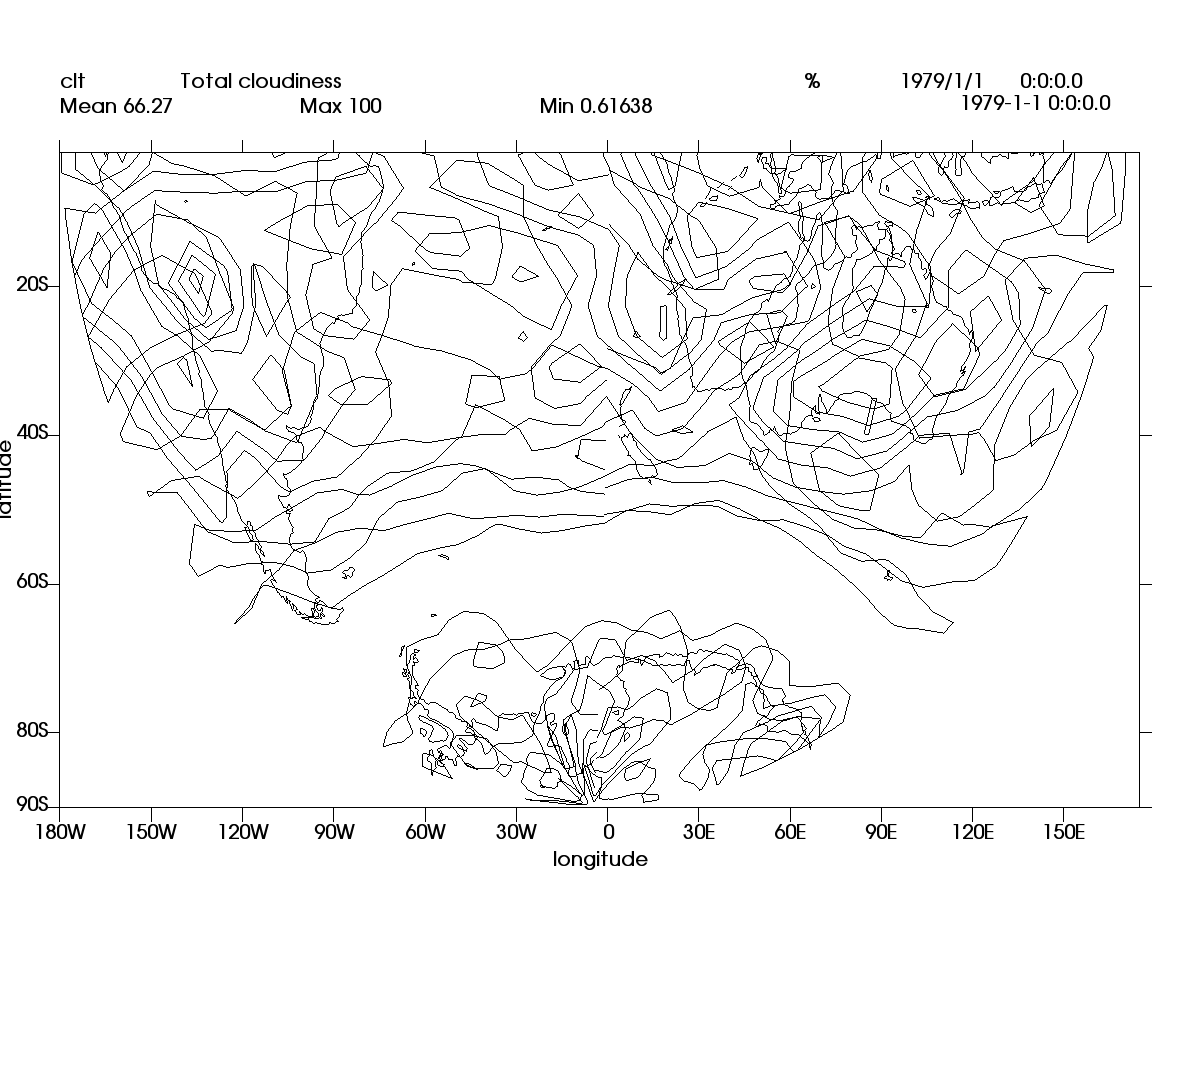 clt Total cloudiness % 1979/1/1 0:0:0.0
Mean 66.27 Max 100 Min 0.61638 1979-1-1 0:0:0.0
20S
40S
latitude
60S
80S
90S
180W 150W 120W 90W 60W 30W 0 30E 60E 90E 120E 150E
longitude